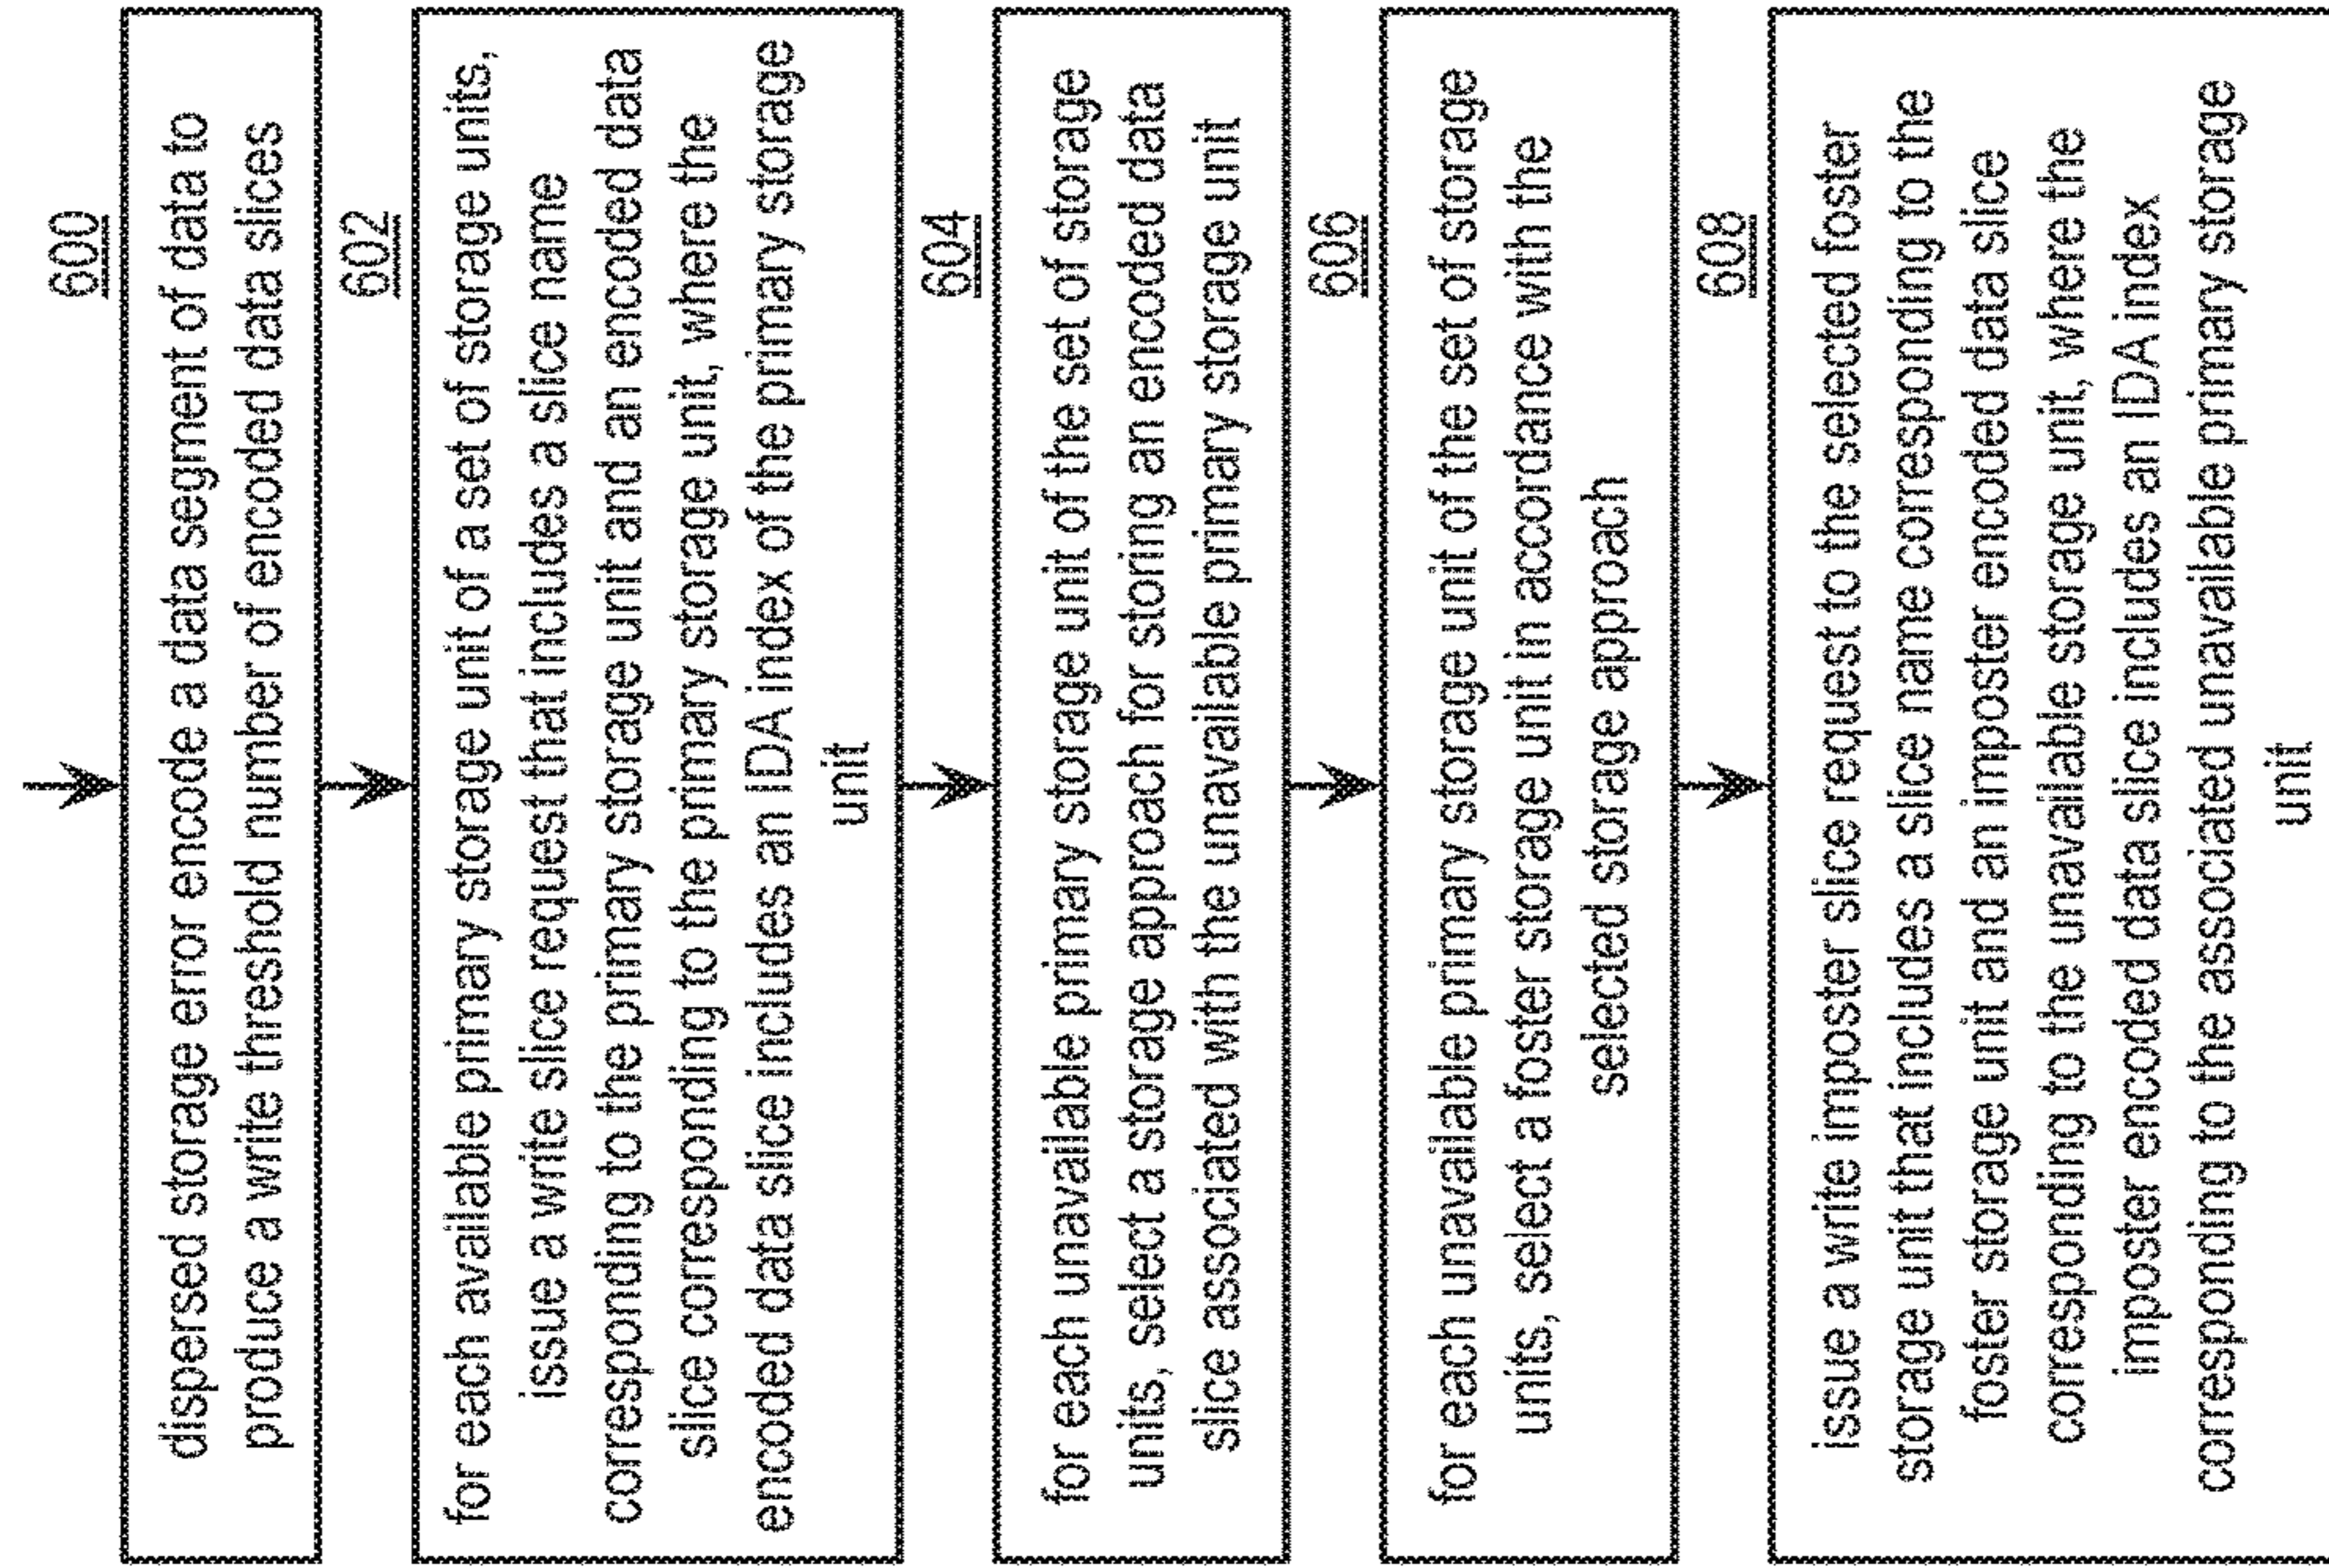 600
dispersed storage error encode a data segment of data to
produce a write threshold number of encoded data slices
602
for each available primary storage unit of a set of storage units,
issue a write slice request that includes a slice name
corresponding to the primary storage unit and an encoded data
slice corresponding to the primary storage unit, where the
encoded data slice includes an IDA index of the primary storage
unit
604
for each unavailable primary storage unit of the set of storage
units, select a storage approach for storing an encoded data
slice associated with the unavailable primary storage unit
606
for each unavailable primary storage unit of the set of storage
units, select a foster storage unit in accordance with the
selected storage approach
608
issue a write imposter slice request to the selected foster
storage unit that includes a slice name corresponding to the
foster storage unit and an imposter encoded data slice
corresponding to the unavailable storage unit, where the
imposter encoded data slice includes an IDA index
corresponding to the associated unavailable primary storage
unit